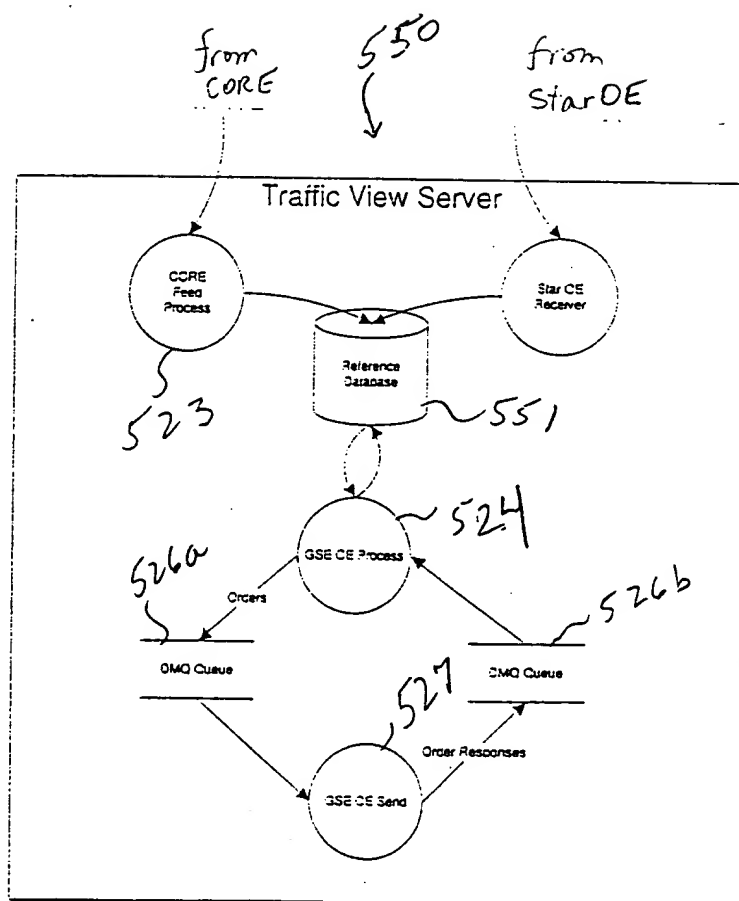 from
CORE
550
from
StarOE
Traffic View Server
CORE
Feed
Process
Star OE
Receiver
Reference
Database
523
551
524
GSE OE Process
526a
Orders
526b
DMQ Queue
DMQ Queue
527
Order Responses
GSE OE Send